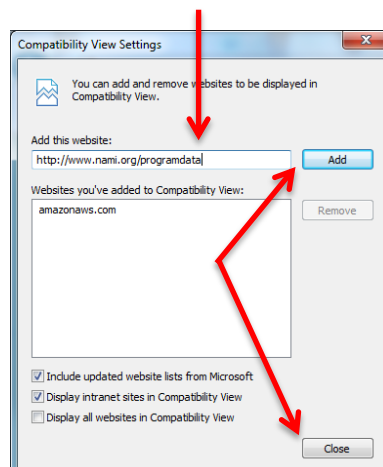 Compatibility View Settings
You can add and remove websites to be displayed in
Compatibility View.
Add this website:
http://www.nami.org/programdata
Add
Websites you've added to Compatibility View:
amazonaws.com
Remove
Include updated website lists from Microsoft
Display intranet sites in Compatibility View
Display all websites in Compatibility View
Close